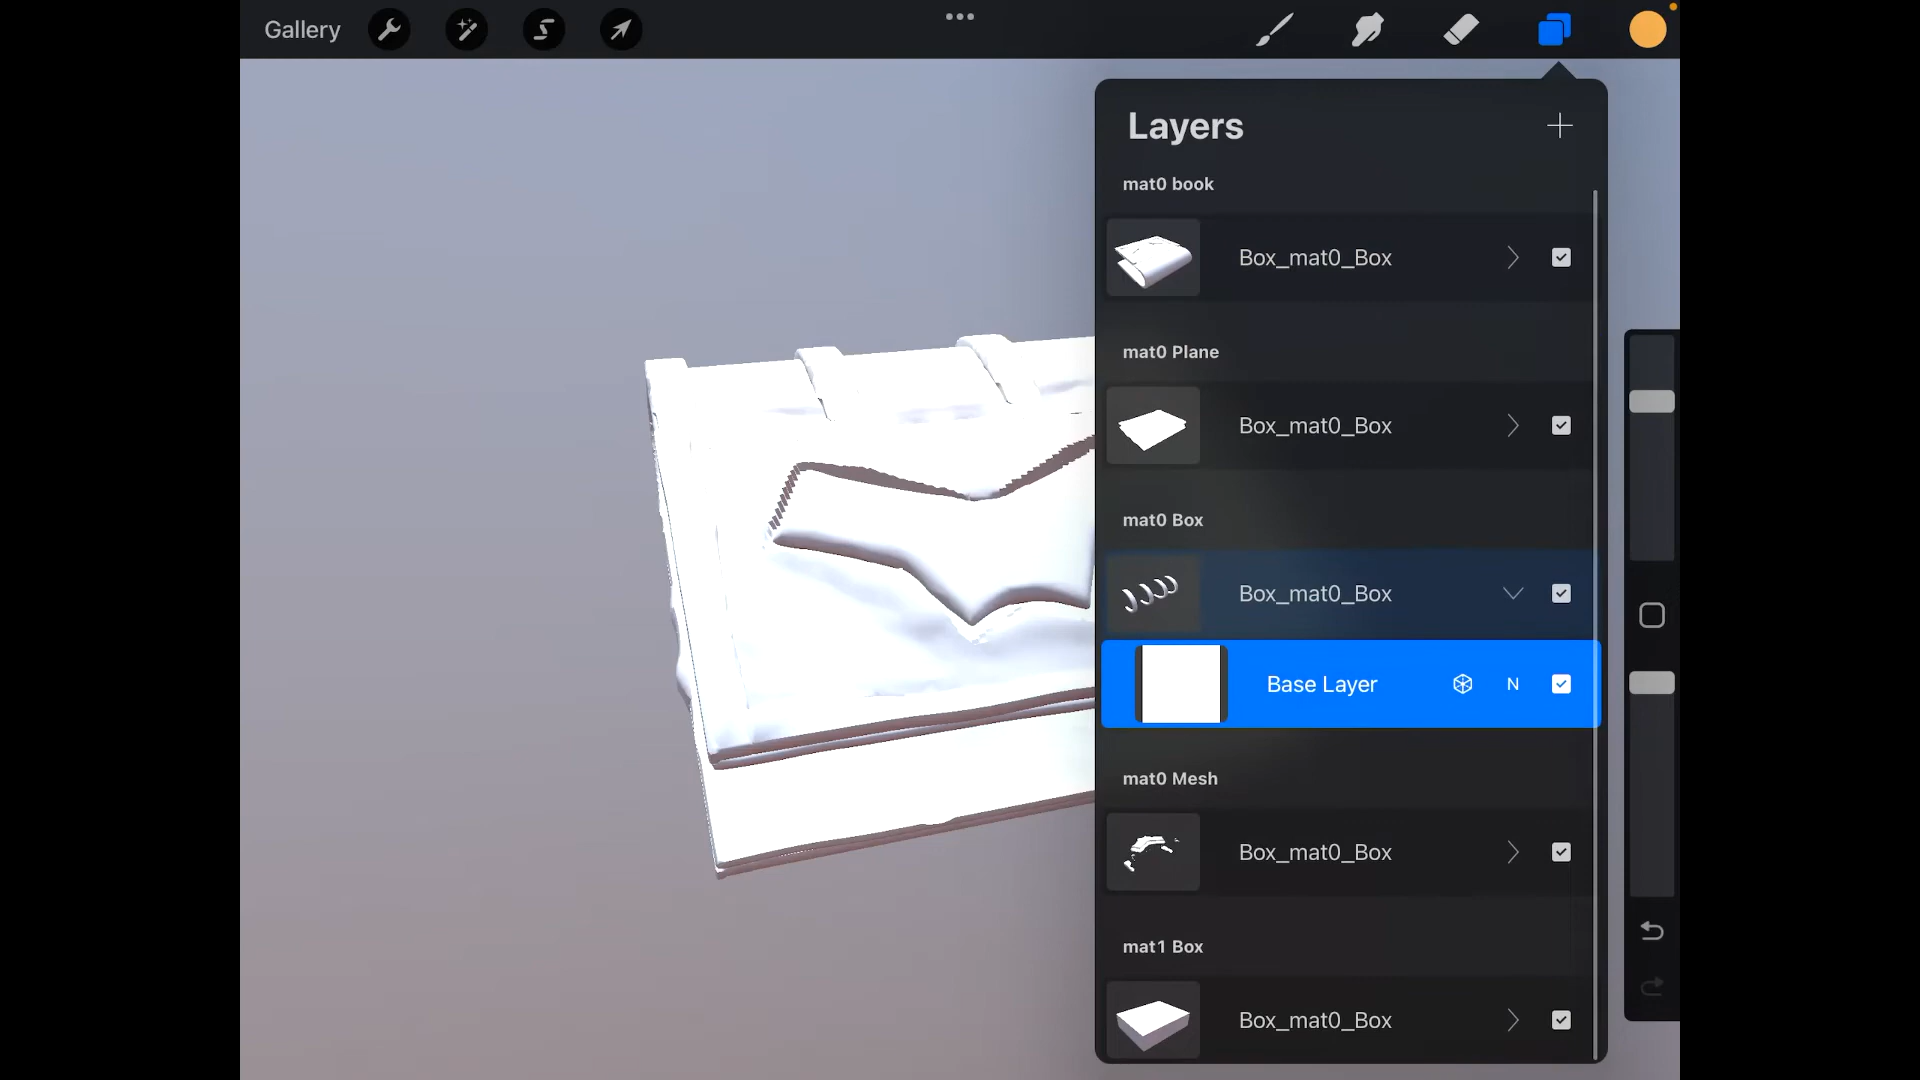 Gallery
Layers
mat0 book
Box_mat0_Box
mat0 Plane
Box_mat0_Box
mat0 Box
Box_mat0_Box
Base Layer N
mat0 Mesh
Box_mat0_Box
mat1 Box
Box_mat0_Box